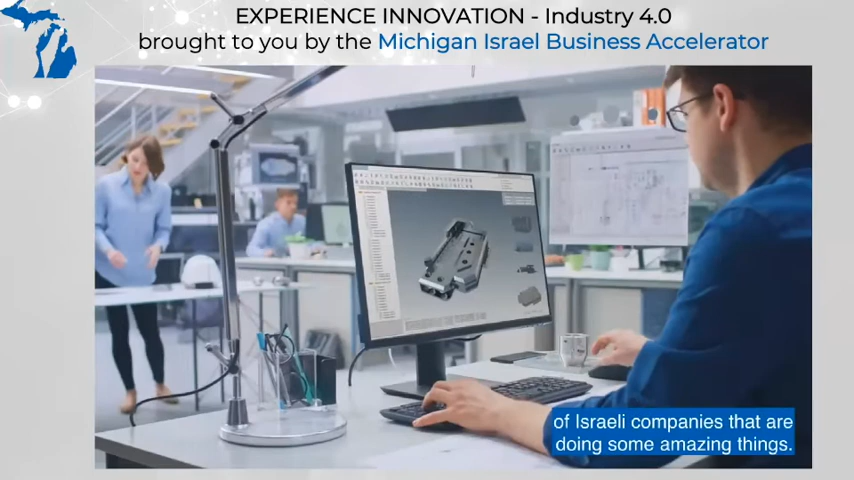 EXPERIENCE INNOVATION - Industry 4.0
brought to you by the Michigan Israel Business Accelerator
of Israeli companies that are
doing some amazing things.